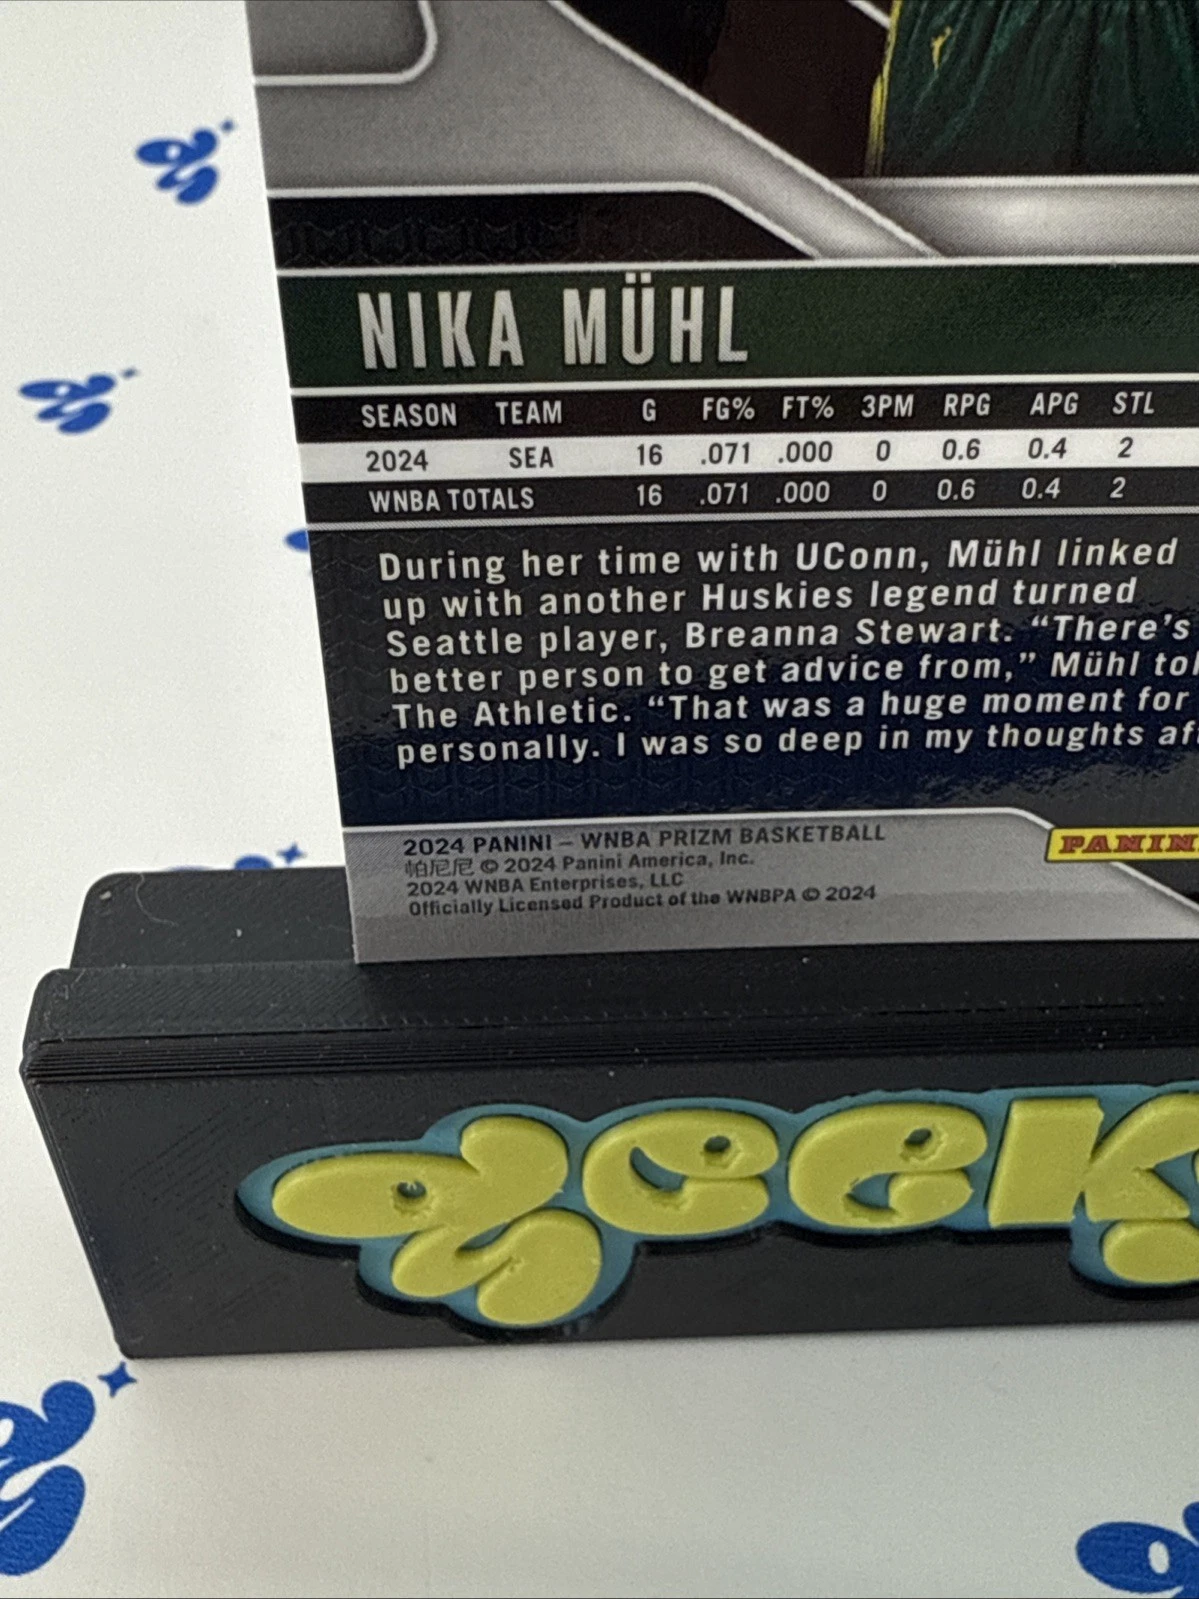 NIKA MÜHL
SEASON TEAM G FG% FT% 3PM RPG APG STL
2024 SEA 16 .071 .000 0 0.6 0.4 2
WNBA TOTALS 16 .071 .000 0 0.6 0.4 2
During her time with UConn, Mühl linked
up with another Huskies legend turned
Seattle player, Breanna Stewart. “There’s
better person to get advice from,” Mühl
The Athletic. “That was a huge moment for
personally. I was so deep in my thoughts
2024 PANINI – WNBA PRIZM BASKETBALL
帕尼尼 © 2024 Panini America, Inc.
2024 WNBA Enterprises, LLC
Officially Licensed Product of the WNBPA © 2024
PANINI
geek